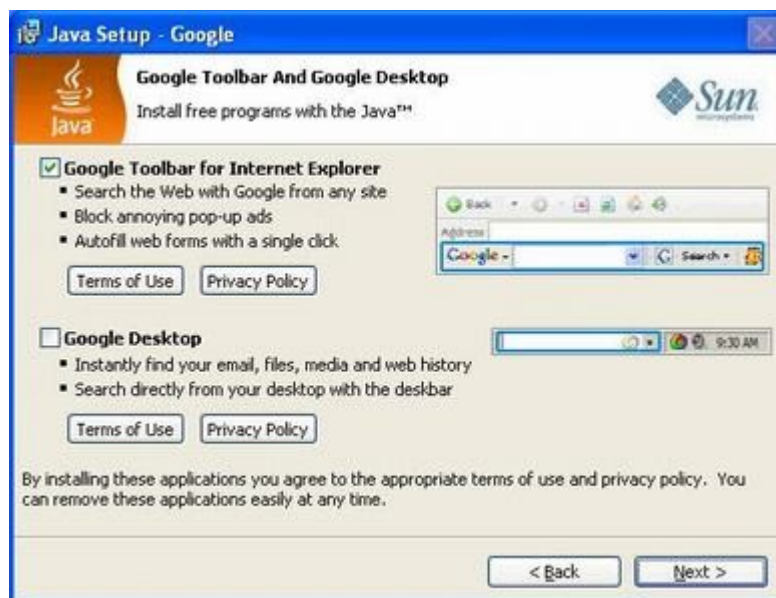 Java Setup - Google
Java
Google Toolbar And Google Desktop
Install free programs with the Java™
Sun
microsystems
Google Toolbar for Internet Explorer
▪ Search the Web with Google from any site
▪ Block annoying pop-up ads
▪ Autofill web forms with a single click
Terms of Use Privacy Policy
Back
Address
Google Search
Google Desktop
9:30 AM
▪ Instantly find your email, files, media and web history
▪ Search directly from your desktop with the deskbar
Terms of Use Privacy Policy
By installing these applications you agree to the appropriate terms of use and privacy policy. You
can remove these applications easily at any time.
< Back Next >